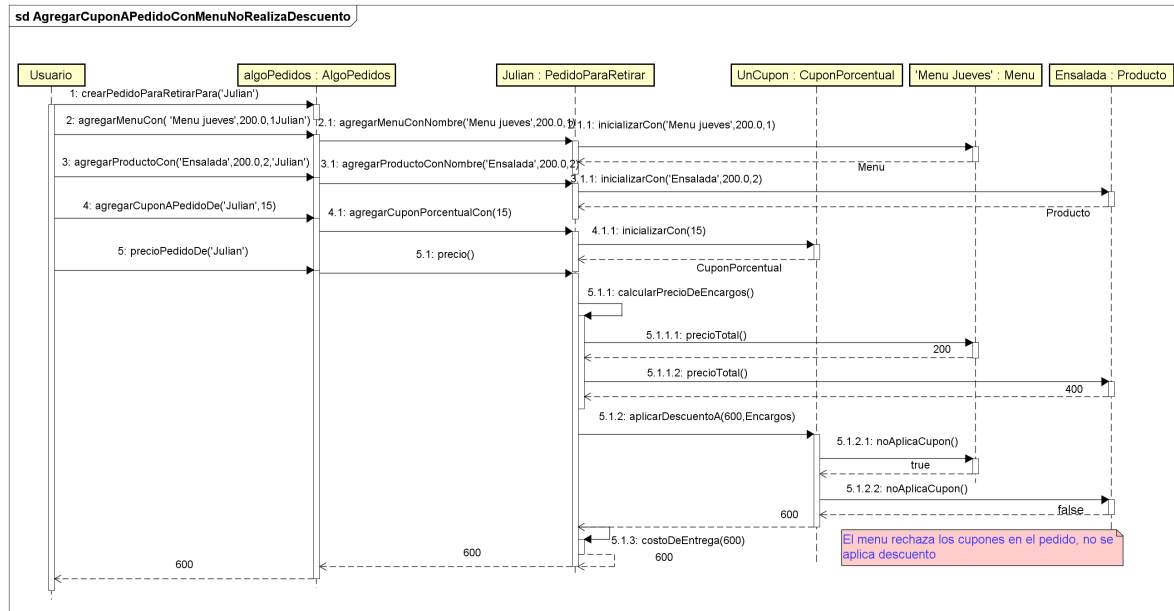 sd AgregarCuponAPedidoConMenuNoRealizaDescuento
Usuario
algoPedidos : AlgoPedidos
Julian : PedidoParaRetirar
UnCupon : CuponPorcentual
'Menu Jueves' : Menu
Ensalada : Producto
1: crearPedidoParaRetirarPara('Julian')
2: agregarMenuCon( 'Menu jueves',200.0,1Julian')
2.1: agregarMenuConNombre('Menu jueves',200.0,1)
2.1.1: inicializarCon('Menu jueves',200.0,1)
Menu
3: agregarProductoCon('Ensalada',200.0,2,'Julian')
3.1: agregarProductoConNombre('Ensalada',200.0,2)
3.1.1: inicializarCon('Ensalada',200.0,2)
Producto
4: agregarCuponAPedidoDe('Julian',15)
4.1: agregarCuponPorcentualCon(15)
4.1.1: inicializarCon(15)
CuponPorcentual
5: precioPedidoDe('Julian')
5.1: precio()
5.1.1: calcularPrecioDeEncargos()
5.1.1.1: precioTotal()
200
5.1.1.2: precioTotal()
400
5.1.2: aplicarDescuentoA(600,Encargos)
5.1.2.1: noAplicaCupon()
true
5.1.2.2: noAplicaCupon()
false
600
5.1.3: costoDeEntrega(600)
600
600
600
El menu rechaza los cupones en el pedido, no se
aplica descuento